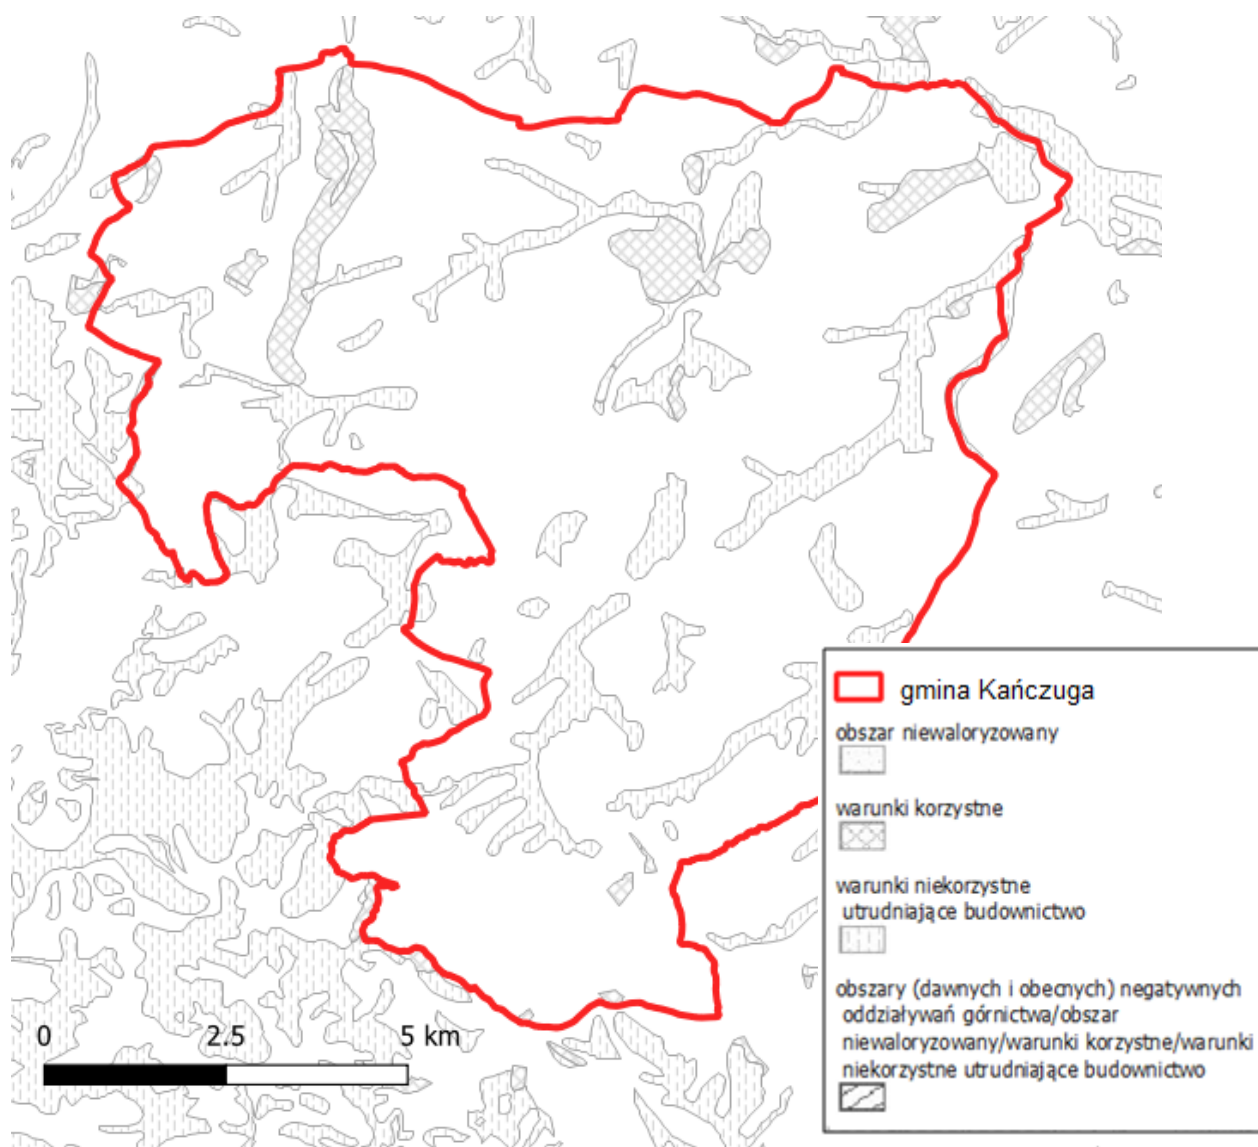 gmina Kańczuga
obszar niewaloryzowany
warunki korzystne
warunki niekorzystne
utrudniające budownictwo
obszary (dawnych i obecnych) negatywnych
oddziaływań górnictwa/obszar
niewaloryzowany/warunki korzystne/warunki
niekorzystne utrudniające budownictwo
0 2.5 5 km